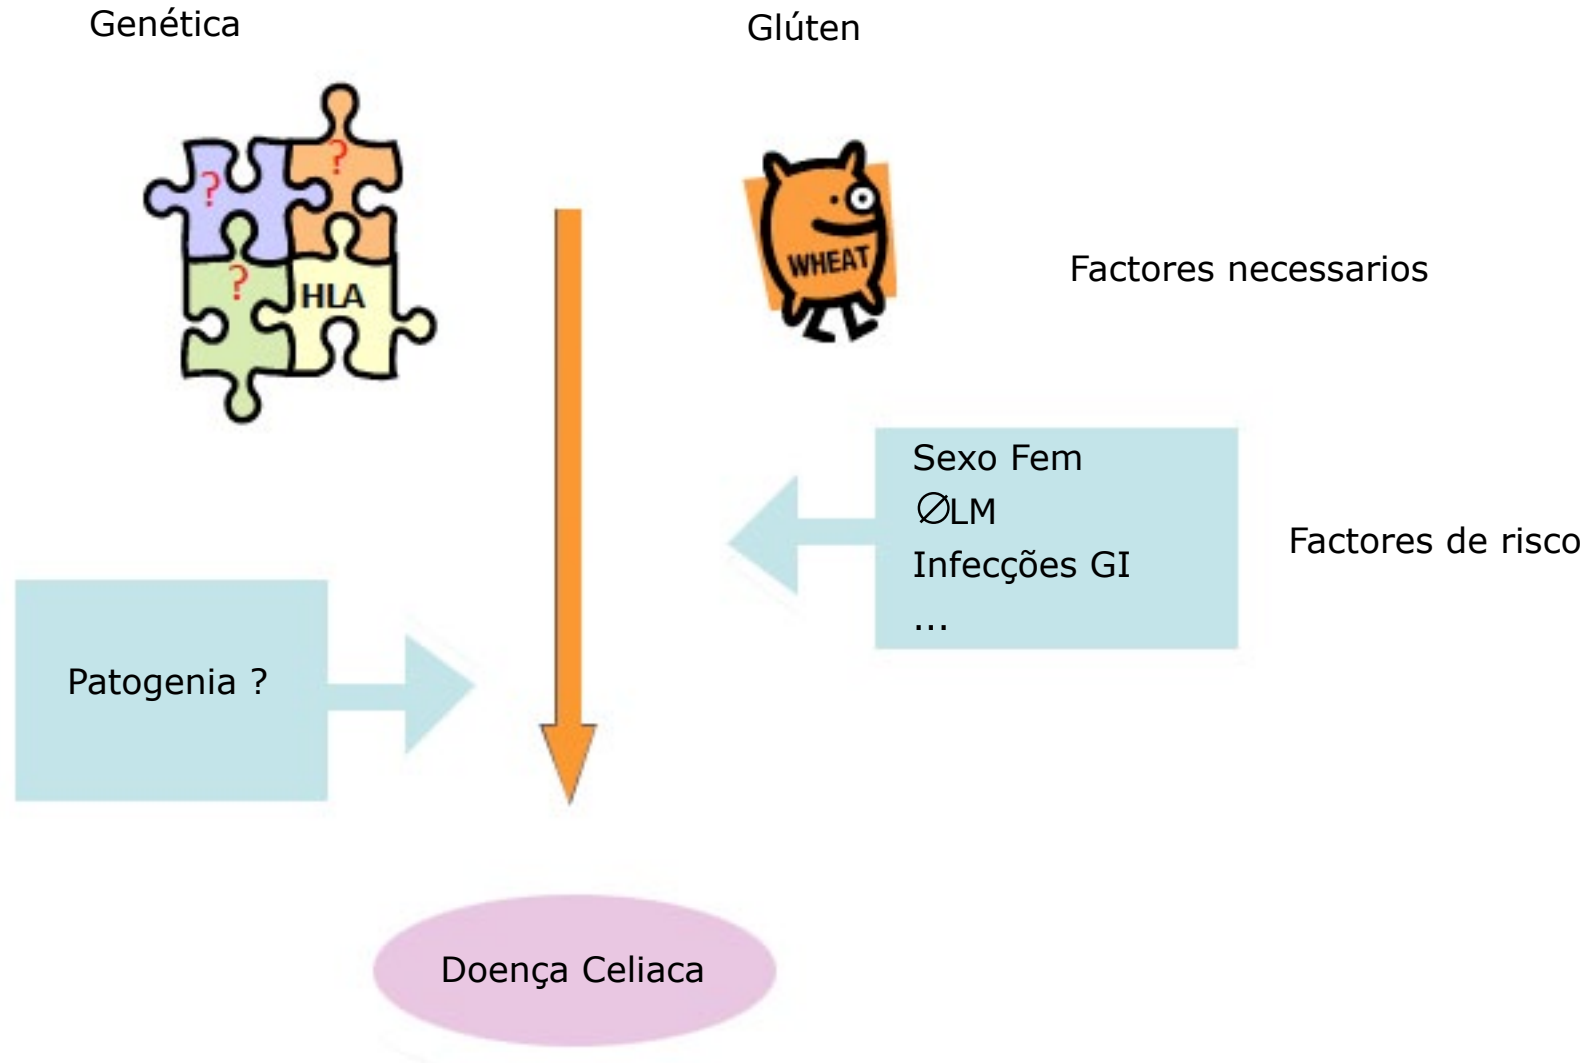 Genética
Glúten
?
?
?
HLA
WHEAT
Factores necessarios
Sexo Fem
∅LM
Infecções GI
...
Factores de risco
Patogenia ?
Doença Celiaca